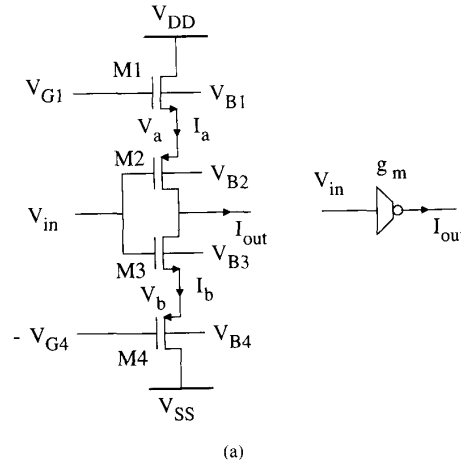 V_DD
M1
V_G1
V_B1
V_a
I_a
M2
V_B2
V_in
I_out
M3
V_B3
V_b
I_b
- V_G4
V_B4
M4
V_SS
g_m
V_in
I_out
(a)